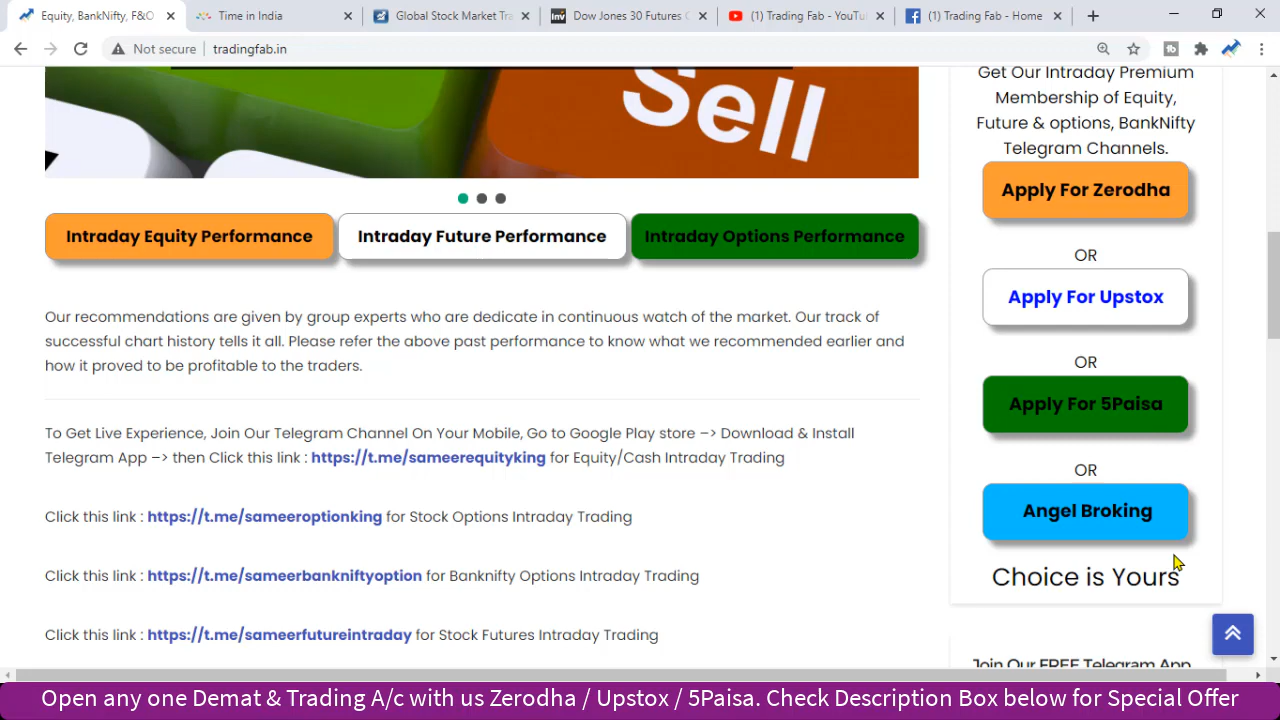 Equity, BankNifty, F&O
Time in India
Global Stock Market Tra
Inv
Dow Jones 30 Futures C
(1) Trading Fab - YouTu
(1) Trading Fab - Home
Not secure
tradingfab.in
Sell
Get Our Intraday Premium
Membership of Equity,
Future & options, BankNifty
Telegram Channels.
Apply For Zerodha
OR
Apply For Upstox
OR
Apply For 5Paisa
OR
Angel Broking
Choice is Yours
Join Our FREE Telegram App
Intraday Equity Performance
Intraday Future Performance
Intraday Options Performance
Our recommendations are given by group experts who are dedicate in continuous watch of the market. Our track of
successful chart history tells it all. Please refer the above past performance to know what we recommended earlier and
how it proved to be profitable to the traders.
To Get Live Experience, Join Our Telegram Channel On Your Mobile, Go to Google Play store –> Download & Install
Telegram App –> then Click this link : https://t.me/sameerequityking for Equity/Cash Intraday Trading
Click this link : https://t.me/sameeroptionking for Stock Options Intraday Trading
Click this link : https://t.me/sameerbankniftyoption for Banknifty Options Intraday Trading
Click this link : https://t.me/sameerfutureintraday for Stock Futures Intraday Trading
Open any one Demat & Trading A/c with us Zerodha / Upstox / 5Paisa. Check Description Box below for Special Offer